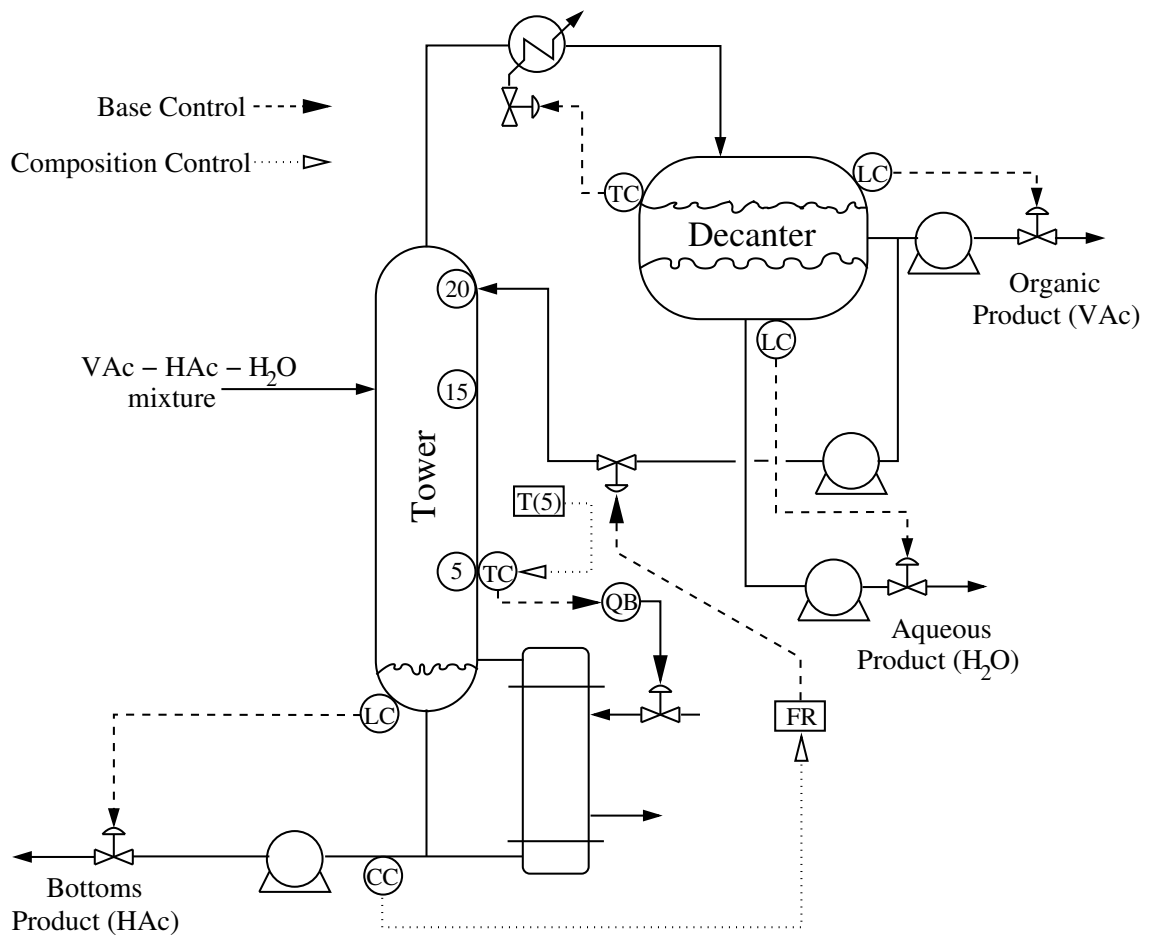 Base Control
Composition Control
TC
LC
Decanter
20
Organic
Product (VAc)
LC
VAc – HAc – H2O
mixture
15
Tower
T(5)
5
TC
QB
Aqueous
Product (H2O)
LC
FR
CC
Bottoms
Product (HAc)